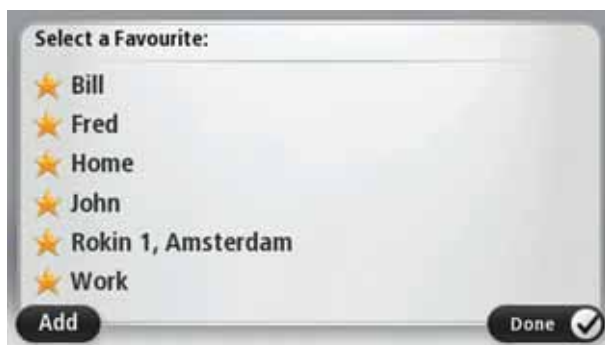 Select a Favourite:
Bill
Fred
Home
John
Rokin 1, Amsterdam
Work
Add
Done